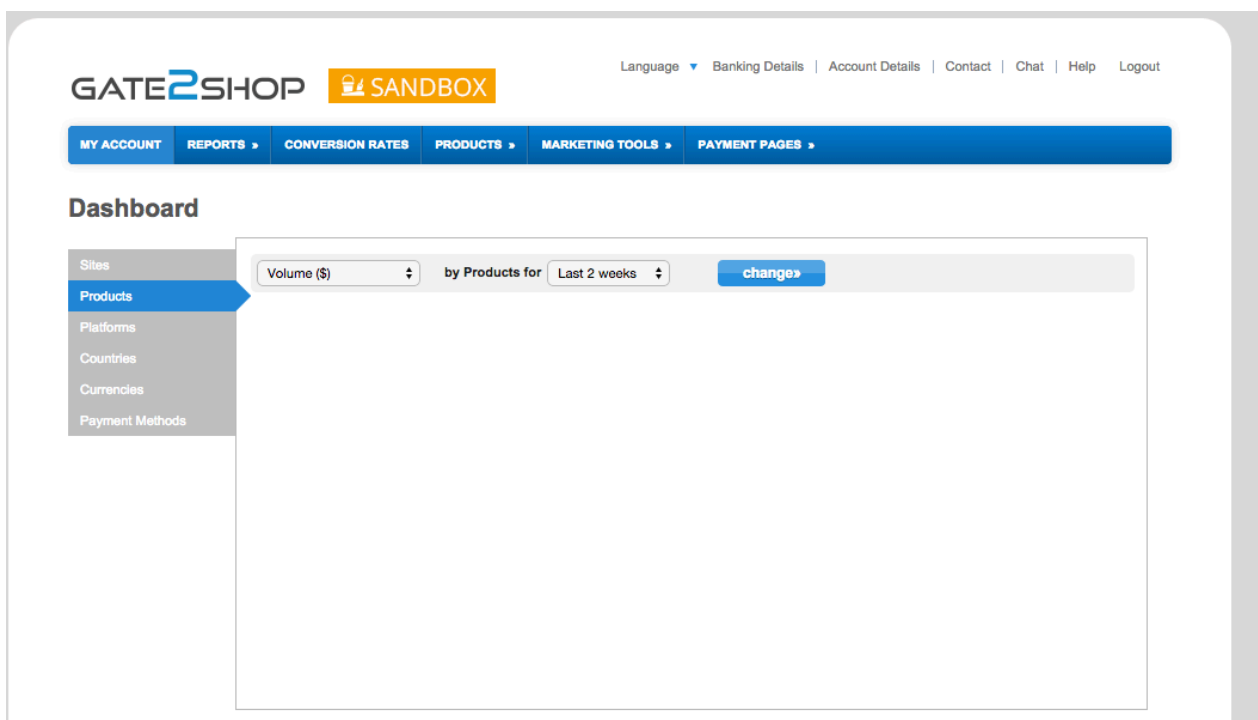 Language ▼ Banking Details | Account Details | Contact | Chat | Help Logout
GATE2SHOP SANDBOX
MY ACCOUNT REPORTS » CONVERSION RATES PRODUCTS » MARKETING TOOLS » PAYMENT PAGES »
Dashboard
Sites
Volume ($) by Products for Last 2 weeks change»
Products
Platforms
Countries
Currencies
Payment Methods